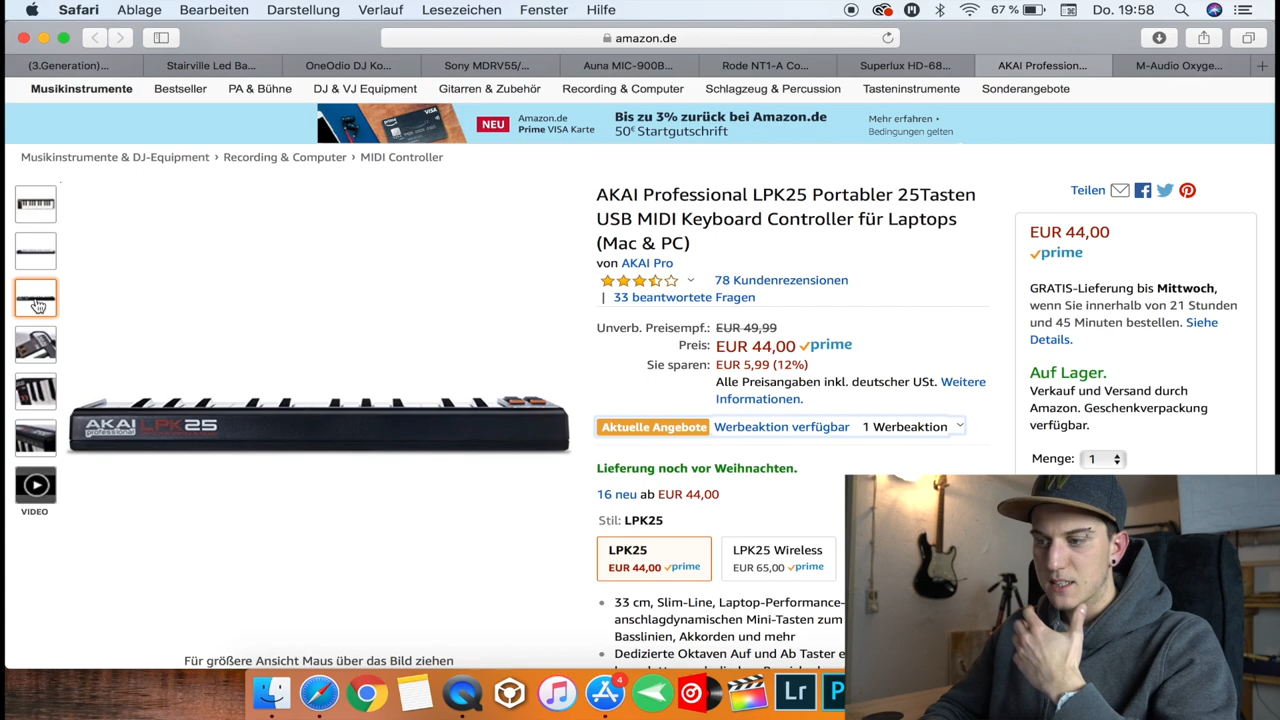 Safari Ablage Bearbeiten Darstellung Verlauf Lesezeichen Fenster Hilfe 67 % Do. 19:58
amazon.de
(3.Generation)... Stairville Led Ba... OneOdio DJ Ko... Sony MDRV55/... Auna MIC-900B... Rode NT1-A Co... Superlux HD-68... AKAI Profession... M-Audio Oxyge...
Musikinstrumente Bestseller PA & Bühne DJ & VJ Equipment Gitarren & Zubehör Recording & Computer Schlagzeug & Percussion Tasteninstrumente Sonderangebote
NEU
Amazon.de
Prime VISA Karte
Bis zu 3% zurück bei Amazon.de
50€ Startgutschrift
Mehr erfahren
Bedingungen gelten
Musikinstrumente & DJ-Equipment › Recording & Computer › MIDI Controller
AKAI Professional LPK25 Portabler 25Tasten
USB MIDI Keyboard Controller für Laptops
(Mac & PC)
von AKAI Pro
78 Kundenrezensionen
| 33 beantwortete Fragen
Unverb. Preisempf.: EUR 49,99
Preis: EUR 44,00 prime
Sie sparen: EUR 5,99 (12%)
Alle Preisangaben inkl. deutscher USt. Weitere
Informationen.
Aktuelle Angebote Werbeaktion verfügbar 1 Werbeaktion
Lieferung noch vor Weihnachten.
16 neu ab EUR 44,00
Stil: LPK25
LPK25
EUR 44,00 prime
LPK25 Wireless
EUR 65,00 prime
33 cm, Slim-Line, Laptop-Performance-
anschlagdynamischen Mini-Tasten zum
Basslinien, Akkorden und mehr
Dedizierte Oktaven Auf und Ab Taster e
AKAI professional LPK25
VIDEO
Für größere Ansicht Maus über das Bild ziehen
Teilen
EUR 44,00
prime
GRATIS-Lieferung bis Mittwoch,
wenn Sie innerhalb von 21 Stunden
und 45 Minuten bestellen. Siehe
Details.
Auf Lager.
Verkauf und Versand durch
Amazon. Geschenkverpackung
verfügbar.
Menge: 1
4
Lr
P